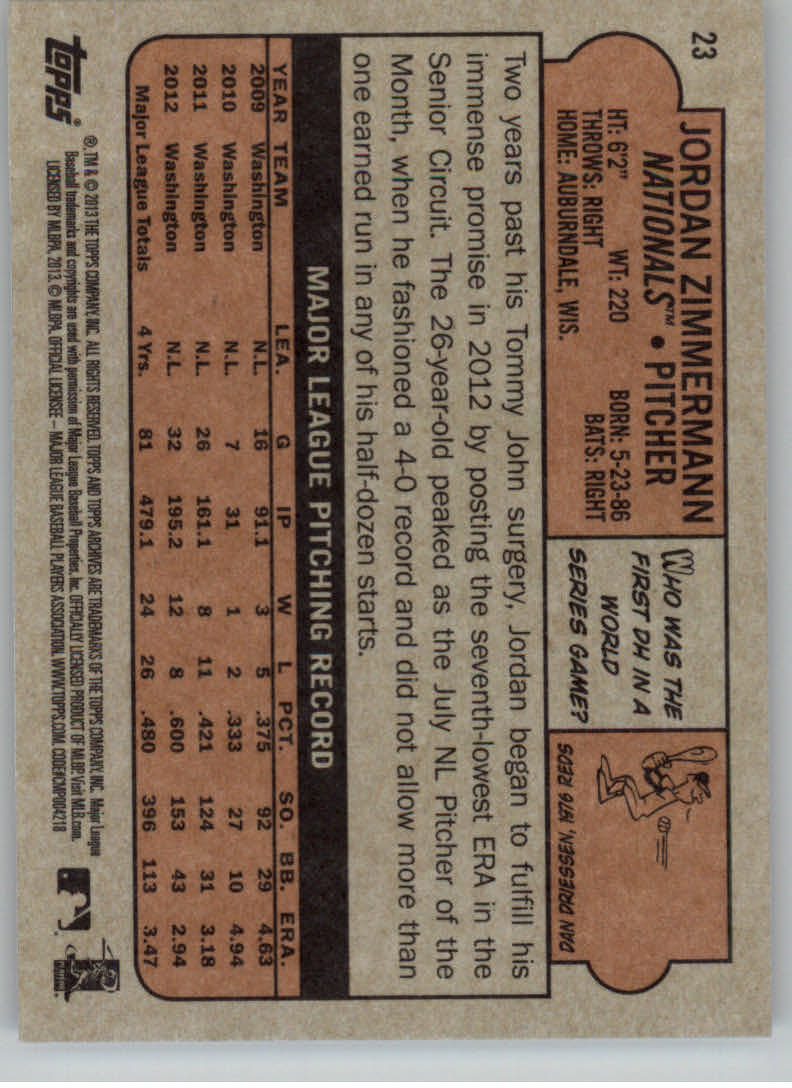 23
JORDAN ZIMMERMANN
NATIONALS™ • PITCHER
HT: 6'2" WT: 220 BORN: 5-23-86
THROWS: RIGHT BATS: RIGHT
HOME: AUBURNDALE, WIS.
WHO WAS THE
FIRST DH IN A
WORLD
SERIES GAME?
DAN DRIESSEN, 1976 REDS
Two years past his Tommy John surgery, Jordan began to fulfill his
immense promise in 2012 by posting the seventh-lowest ERA in the
Senior Circuit. The 26-year-old peaked as the July NL Pitcher of the
Month, when he fashioned a 4-0 record and did not allow more than
one earned run in any of his half-dozen starts.
MAJOR LEAGUE PITCHING RECORD
YEAR TEAM LEA. G IP W L PCT. SO. BB. ERA.
2009 Washington N.L. 16 91.1 3 5 .375 92 29 4.63
2010 Washington N.L. 7 31 1 2 .333 27 10 4.94
2011 Washington N.L. 26 161.1 8 11 .421 124 31 3.18
2012 Washington N.L. 32 195.2 12 8 .600 153 43 2.94
Major League Totals 4 Yrs. 81 479.1 24 26 .480 396 113 3.47
topps®
®, TM & © 2013 THE TOPPS COMPANY, INC. ALL RIGHTS RESERVED. TOPPS AND TOPPS ARCHIVES ARE TRADEMARKS OF THE TOPPS COMPANY, INC. Major League
Baseball trademarks and copyrights are used with permission of Major League Baseball Properties, Inc. OFFICIALLY LICENSED PRODUCT OF MLBP. Visit MLB.com.
LICENSED BY MLBPA. 2013. © MLBPA. OFFICIAL LICENSEE – MAJOR LEAGUE BASEBALL PLAYERS ASSOCIATION. WWW.TOPPS.COM. CODE#CMP004218